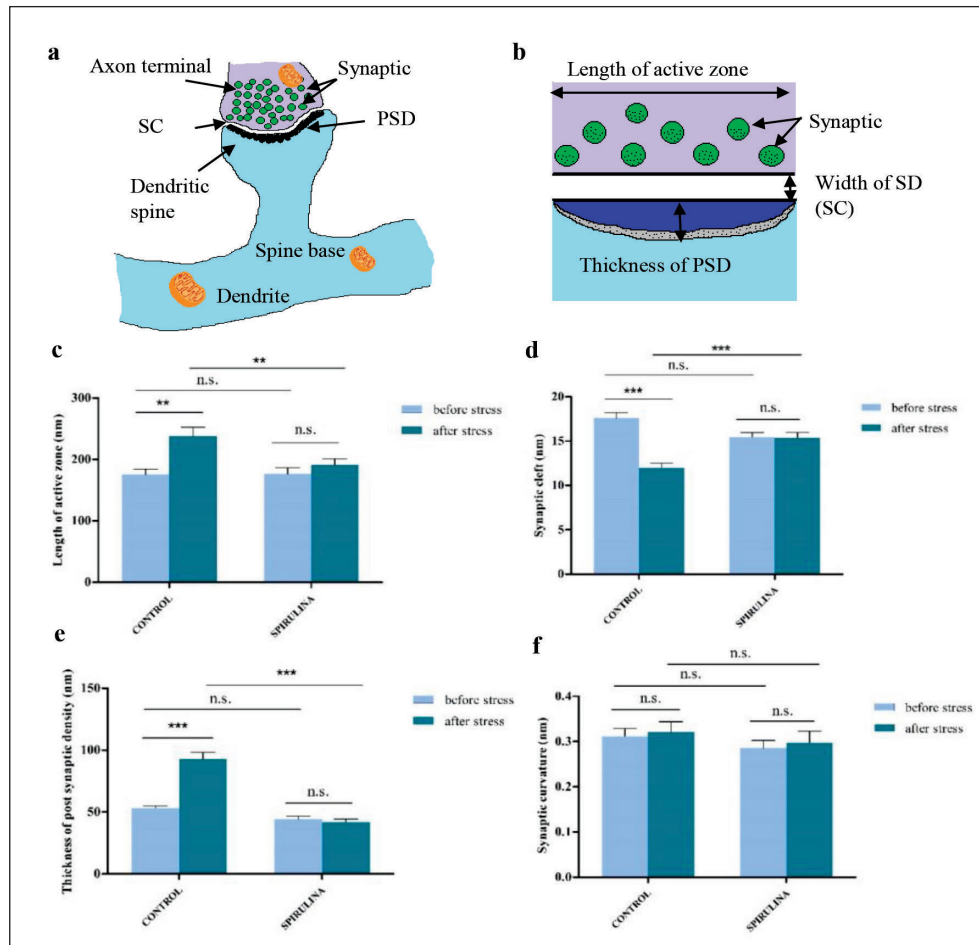 a
Axon terminal
Synaptic
SC
PSD
Dendritic
spine
Spine base
Dendrite
b
Length of active zone
Synaptic
Width of SD
(SC)
Thickness of PSD
c
**
n.s.
**
n.s.
before stress
after stress
Length of active zone (nm)
300
200
100
0
CONTROL
SPIRULINA
d
***
n.s.
***
n.s.
before stress
after stress
Synaptic cleft (nm)
20
15
10
5
0
CONTROL
SPIRULINA
e
***
n.s.
***
n.s.
before stress
after stress
Thickness of post synaptic density (nm)
150
100
50
0
CONTROL
SPIRULINA
f
n.s.
n.s.
n.s.
n.s.
before stress
after stress
Synaptic curvature (nm)
0.4
0.3
0.3
0.1
0.0
CONTROL
SPIRULINA